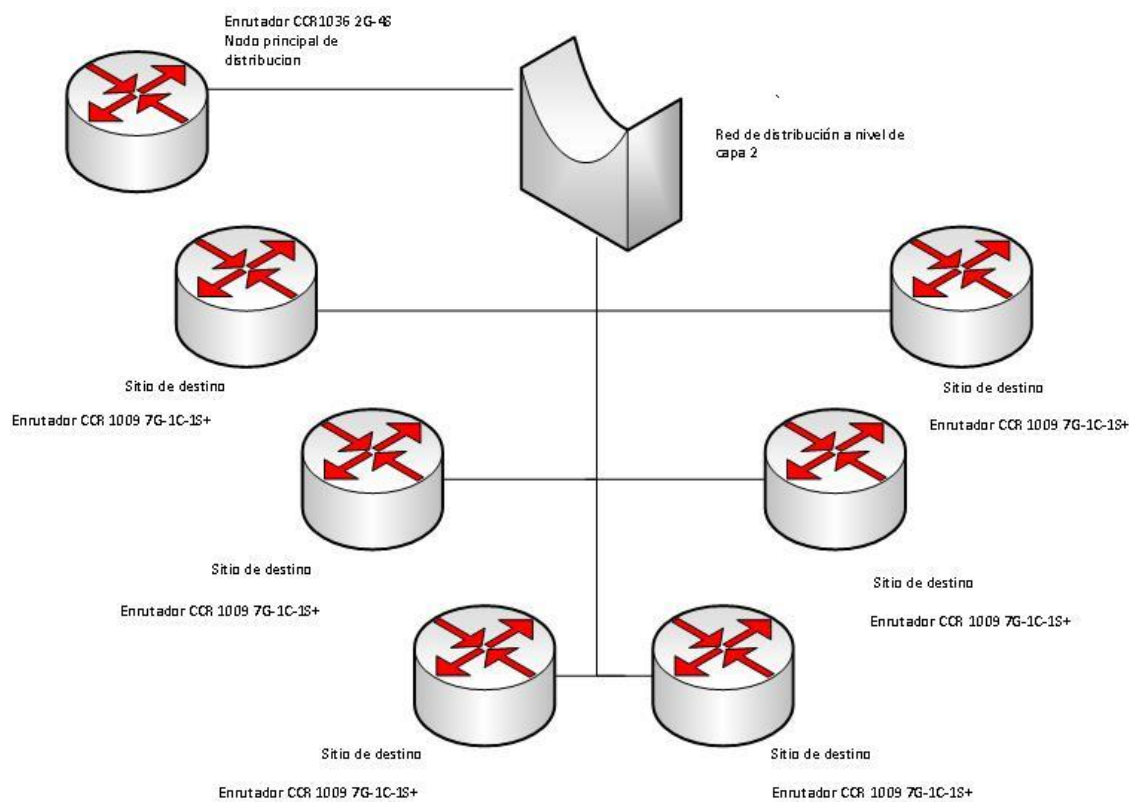 Enrutador CCR1036 2G-4S
Nodo principal de
distribucion
Red de distribución a nivel de
capa 2
Sitio de destino
Enrutador CCR 1009 7G-1C-1S+
Sitio de destino
Enrutador CCR 1009 7G-1C-1S+
Sitio de destino
Enrutador CCR 1009 7G-1C-1S+
Sitio de destino
Enrutador CCR 1009 7G-1C-1S+
Sitio de destino
Enrutador CCR 1009 7G-1C-1S+
Sitio de destino
Enrutador CCR 1009 7G-1C-1S+